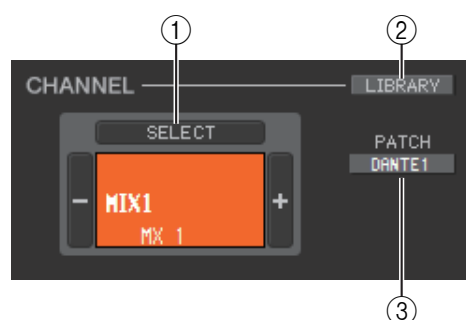 ① ②
CHANNEL LIBRARY
SELECT
PATCH
DANTE1
− MIX1 +
MX 1
③